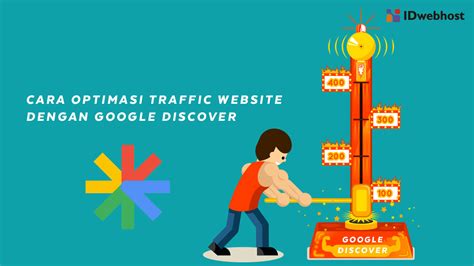 IDwebhost
CARA OPTIMASI TRAFFIC WEBSITE
DENGAN GOOGLE DISCOVER
400
300
200
100
GOOGLE
DISCOVER